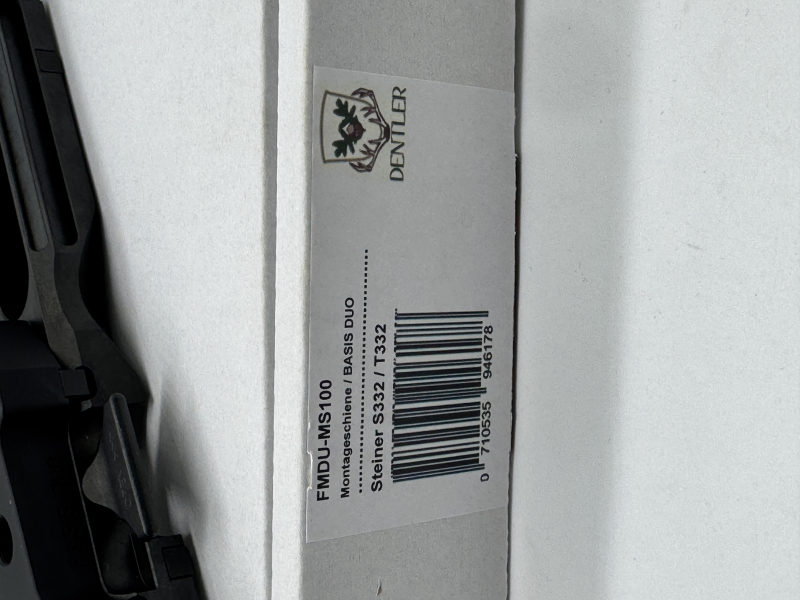 DENTLER
FMDU-MS100
Montageschiene / BASIS DUO
Steiner S332 / T332
0 710535 946178